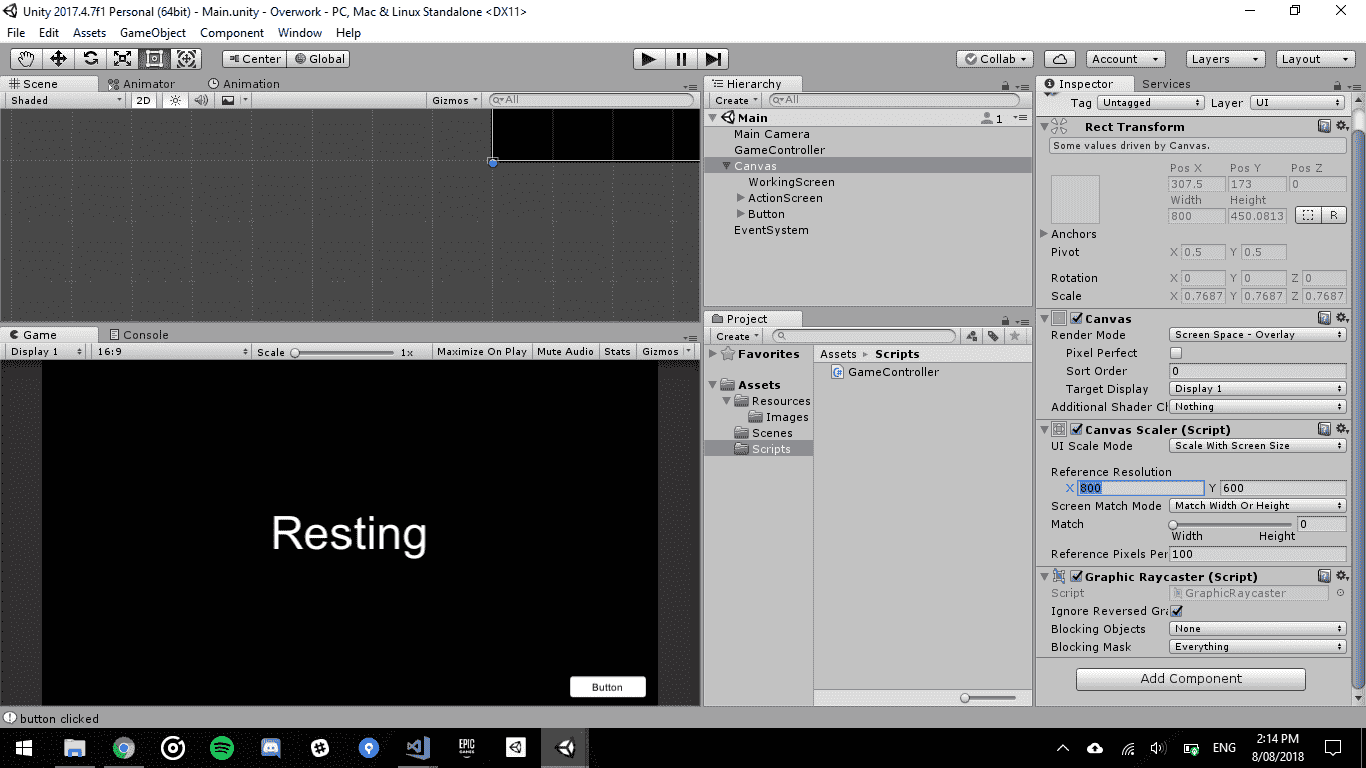 Unity 2017.4.7f1 Personal (64bit) - Main.unity - Overwork - PC, Mac & Linux Standalone <DX11>
File Edit Assets GameObject Component Window Help
Center Global Collab Account Layers Layout
Scene Animator Animation
Shaded 2D Gizmos All
Game Console
Display 1 16:9 Scale 1x Maximize On Play Mute Audio Stats Gizmos
Resting
Button
button clicked
Hierarchy
Create All
Main 1
Main Camera
GameController
Canvas
WorkingScreen
ActionScreen
Button
EventSystem
Project
Create
Favorites
Assets
Resources
Images
Scenes
Scripts
Assets Scripts
GameController
Inspector Services
Tag Untagged Layer UI
Rect Transform
Some values driven by Canvas.
Pos X Pos Y Pos Z
307.5 173 0
Width Height
800 450.0813 R
Anchors
Pivot X 0.5 Y 0.5
Rotation X 0 Y 0 Z 0
Scale X 0.7687 Y 0.7687 Z 0.7687
Canvas
Render Mode Screen Space - Overlay
Pixel Perfect
Sort Order 0
Target Display Display 1
Additional Shader Cl Nothing
Canvas Scaler (Script)
UI Scale Mode Scale With Screen Size
Reference Resolution
X 800 Y 600
Screen Match Mode Match Width Or Height
Match 0
Width Height
Reference Pixels Per 100
Graphic Raycaster (Script)
Script GraphicRaycaster
Ignore Reversed Gra
Blocking Objects None
Blocking Mask Everything
Add Component
EPIC GAMES
ENG
2:14 PM
8/08/2018